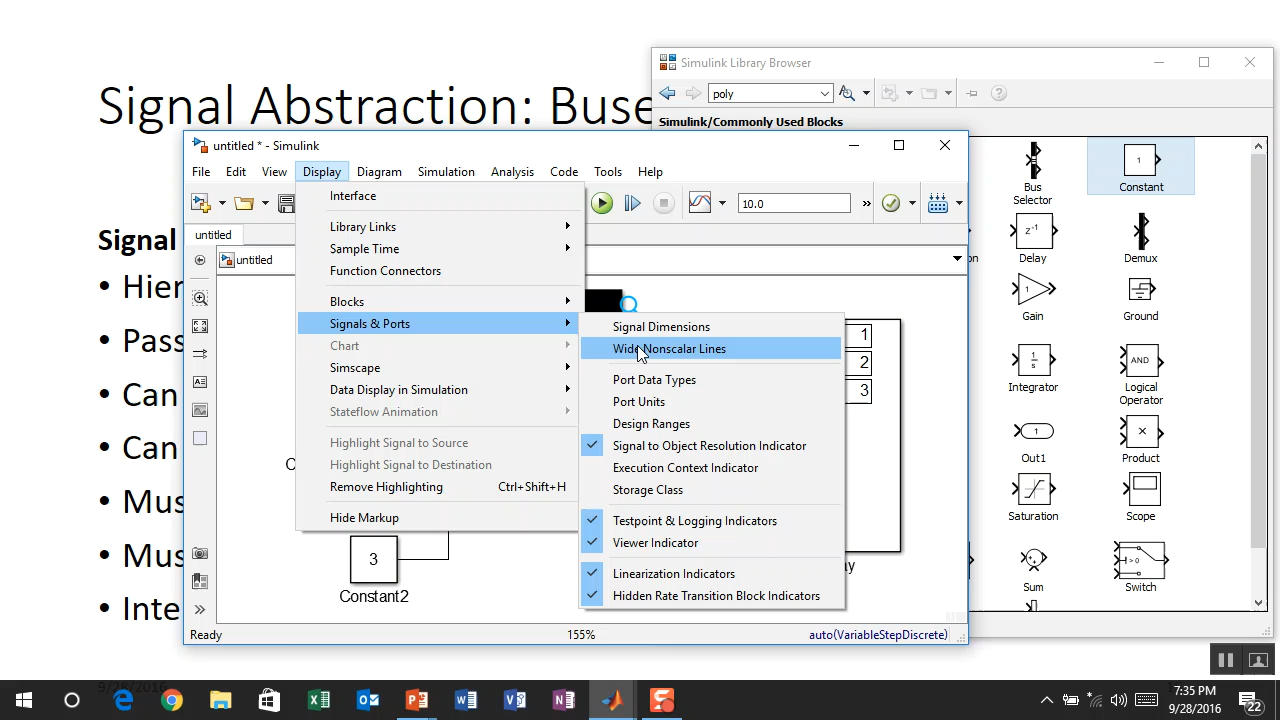 Signal Abstraction: Buse
Signal
• Hier
• Pass
• Can
• Can
• Mus
• Mus
• Inte
Simulink Library Browser
poly
Simulink/Commonly Used Blocks
Bus
Selector
1
Constant
Z-1
Delay
Demux
1
Gain
Ground
1
s
Integrator
AND
Logical
Operator
1
Out1
×
Product
Saturation
Scope
Sum
> 0
Switch
untitled * - Simulink
File Edit View Display Diagram Simulation Analysis Code Tools Help
10.0
»
untitled
untitled
Interface
Library Links
Sample Time
Function Connectors
Blocks
Signals & Ports
Chart
Simscape
Data Display in Simulation
Stateflow Animation
Highlight Signal to Source
Highlight Signal to Destination
Remove Highlighting Ctrl+Shift+H
Hide Markup
Signal Dimensions
Wide Nonscalar Lines
Port Data Types
Port Units
Design Ranges
Signal to Object Resolution Indicator
Execution Context Indicator
Storage Class
Testpoint & Logging Indicators
Viewer Indicator
Linearization Indicators
Hidden Rate Transition Block Indicators
1
2
3
ay
3
Constant2
»
Ready 155% auto(VariableStepDiscrete)
9/28/2016
7:35 PM
9/28/2016
22